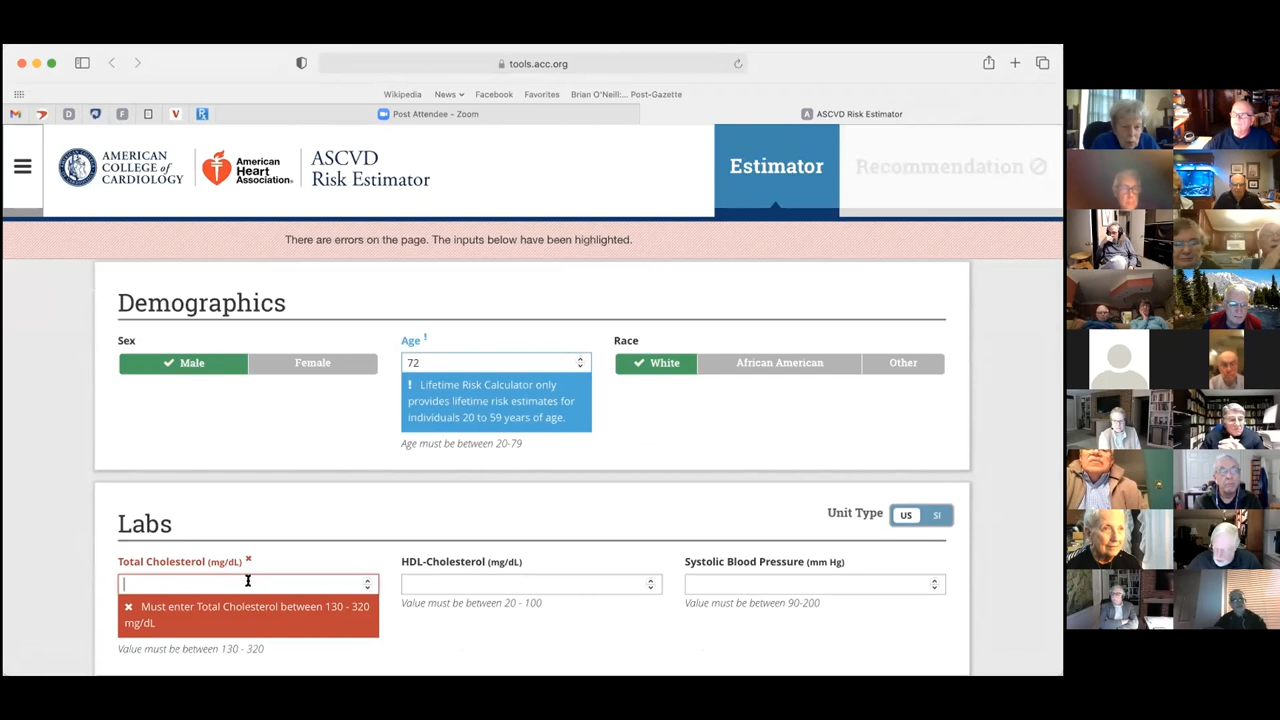 tools.acc.org
Wikipedia News Facebook Favorites Brian O'Neill:... Post-Gazette
Post Attendee - Zoom
ASCVD Risk Estimator
AMERICAN
COLLEGE of
CARDIOLOGY
American
Heart
Association®
ASCVD
Risk Estimator
Estimator
Recommendation
There are errors on the page. The inputs below have been highlighted.
Demographics
Sex
Male Female
Age !
72
! Lifetime Risk Calculator only
provides lifetime risk estimates for
individuals 20 to 59 years of age.
Age must be between 20-79
Race
White African American Other
Labs
Unit Type US SI
Total Cholesterol (mg/dL) ×
× Must enter Total Cholesterol between 130 - 320
mg/dL
Value must be between 130 - 320
HDL-Cholesterol (mg/dL)
Value must be between 20 - 100
Systolic Blood Pressure (mm Hg)
Value must be between 90-200